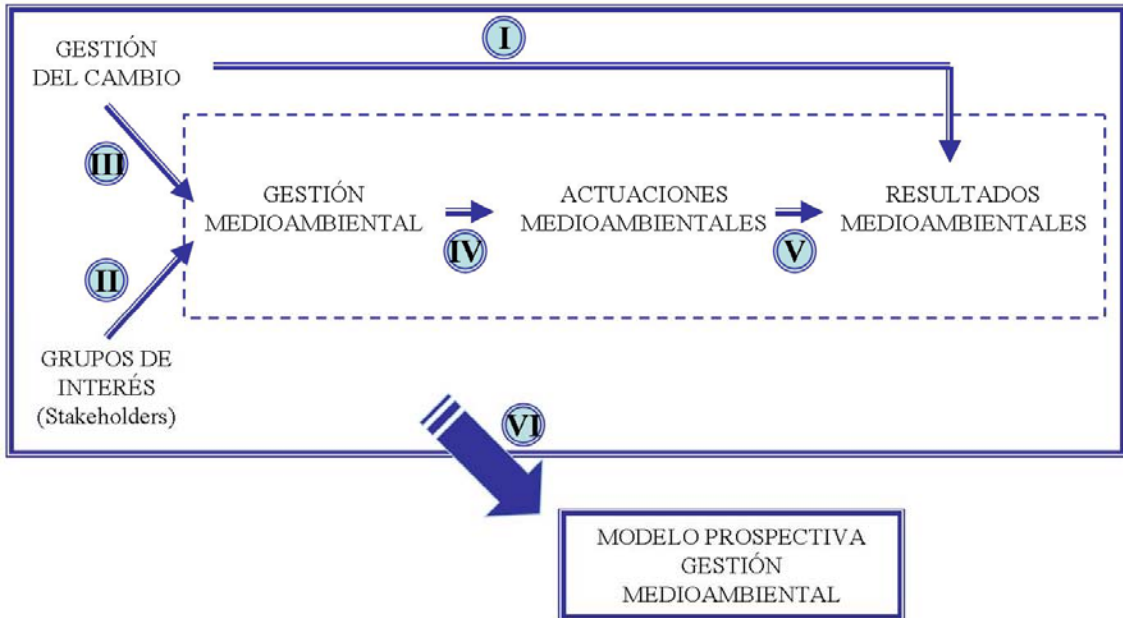 I
GESTIÓN
DEL CAMBIO
III
GESTIÓN
MEDIOAMBIENTAL
IV
ACTUACIONES
MEDIOAMBIENTALES
V
RESULTADOS
MEDIOAMBIENTALES
II
GRUPOS DE
INTERÉS
(Stakeholders)
VI
MODELO PROSPECTIVA
GESTIÓN
MEDIOAMBIENTAL